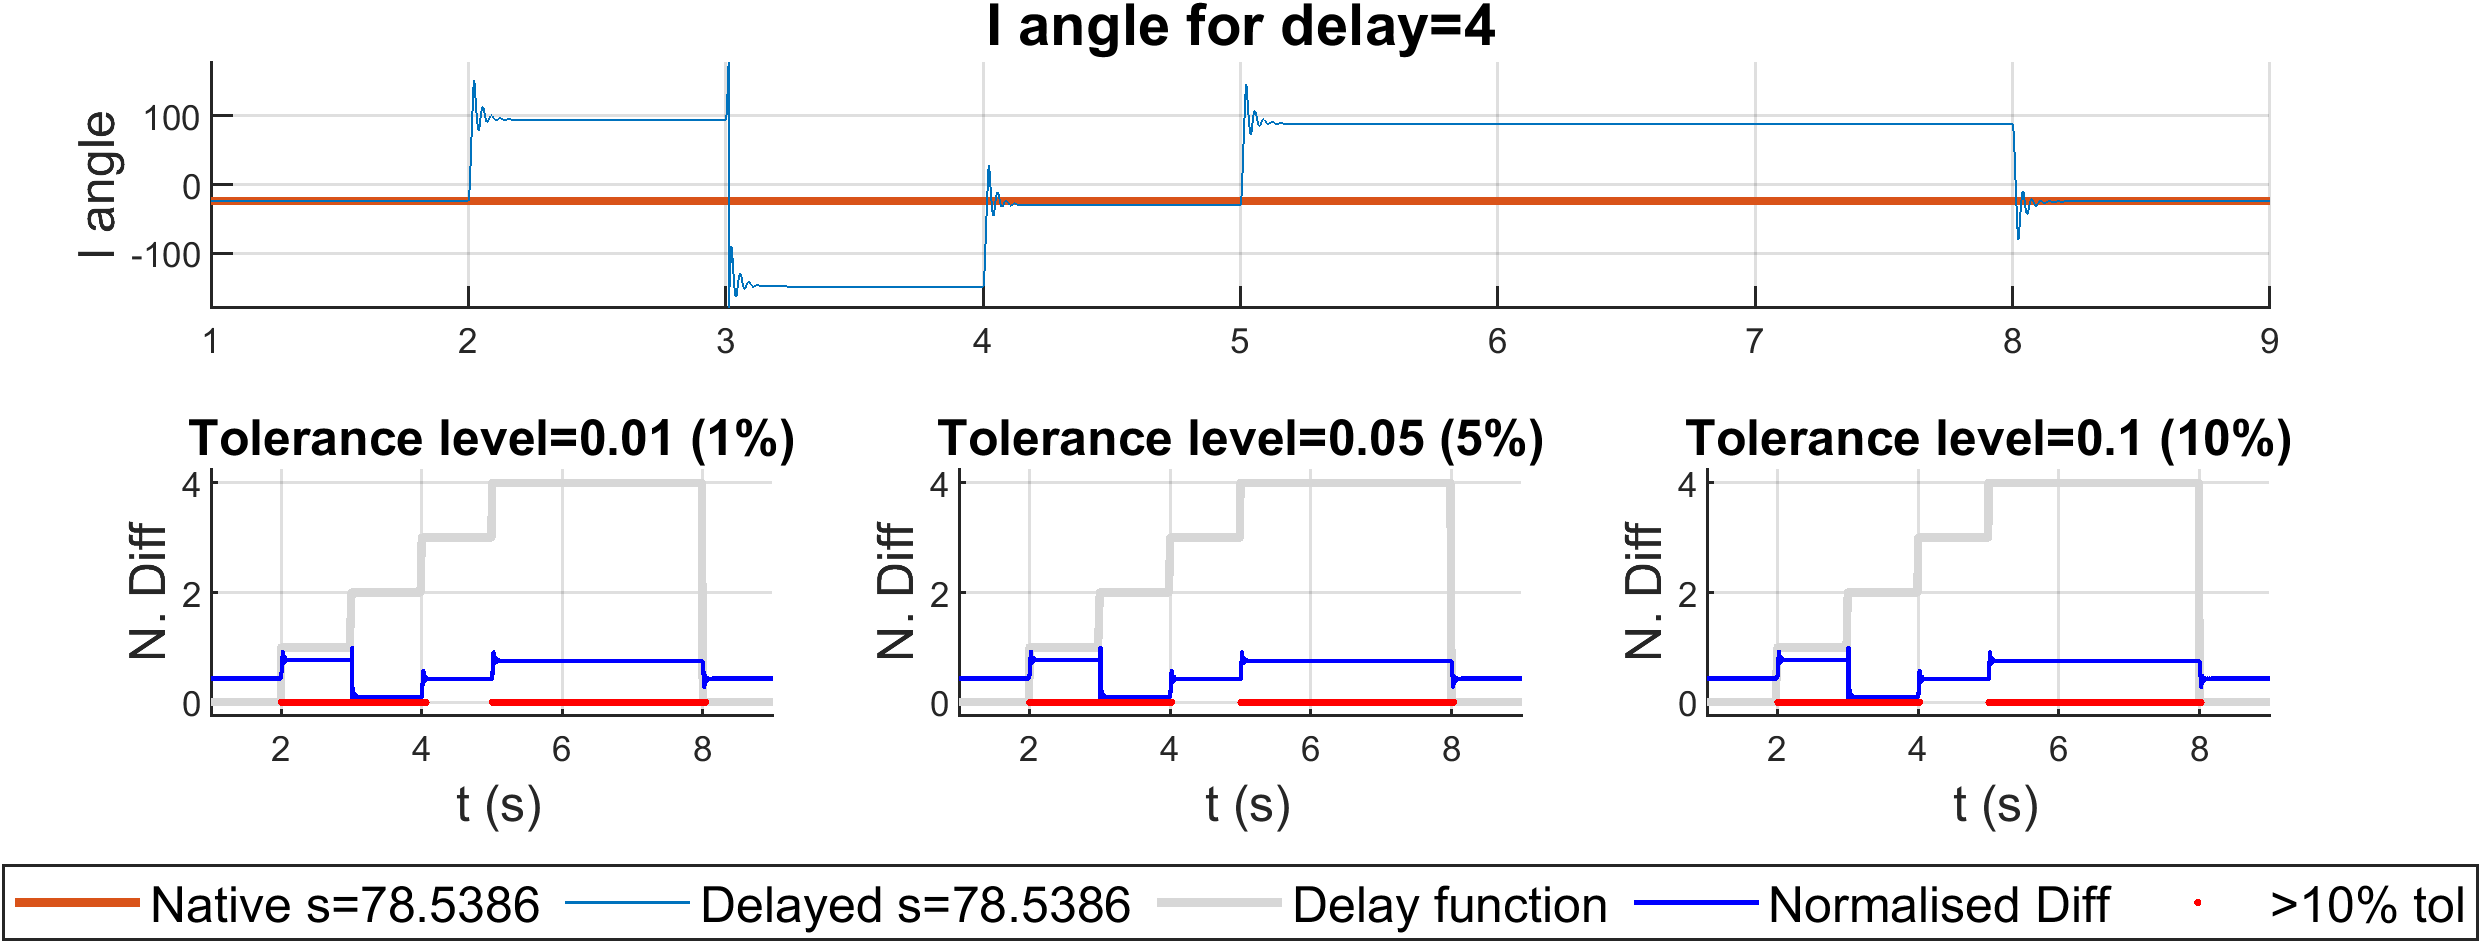 I angle for delay=4
I angle
100
0
-100
1 2 3 4 5 6 7 8 9
Tolerance level=0.01 (1%)
N. Diff
4
2
0
2 4 6 8
t (s)
Tolerance level=0.05 (5%)
N. Diff
4
2
0
2 4 6 8
t (s)
Tolerance level=0.1 (10%)
N. Diff
4
2
0
2 4 6 8
t (s)
Native s=78.5386 Delayed s=78.5386 Delay function Normalised Diff >10% tol